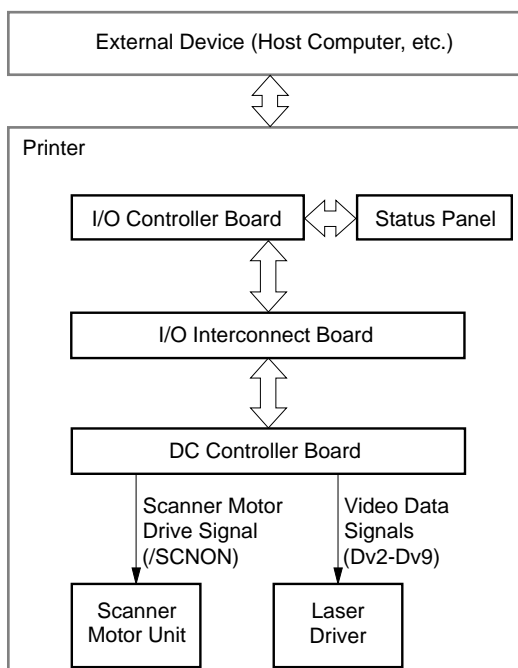 External Device (Host Computer, etc.)
Printer
I/O Controller Board
Status Panel
I/O Interconnect Board
DC Controller Board
Scanner Motor
Drive Signal
(/SCNON)
Video Data
Signals
(Dv2-Dv9)
Scanner
Motor Unit
Laser
Driver